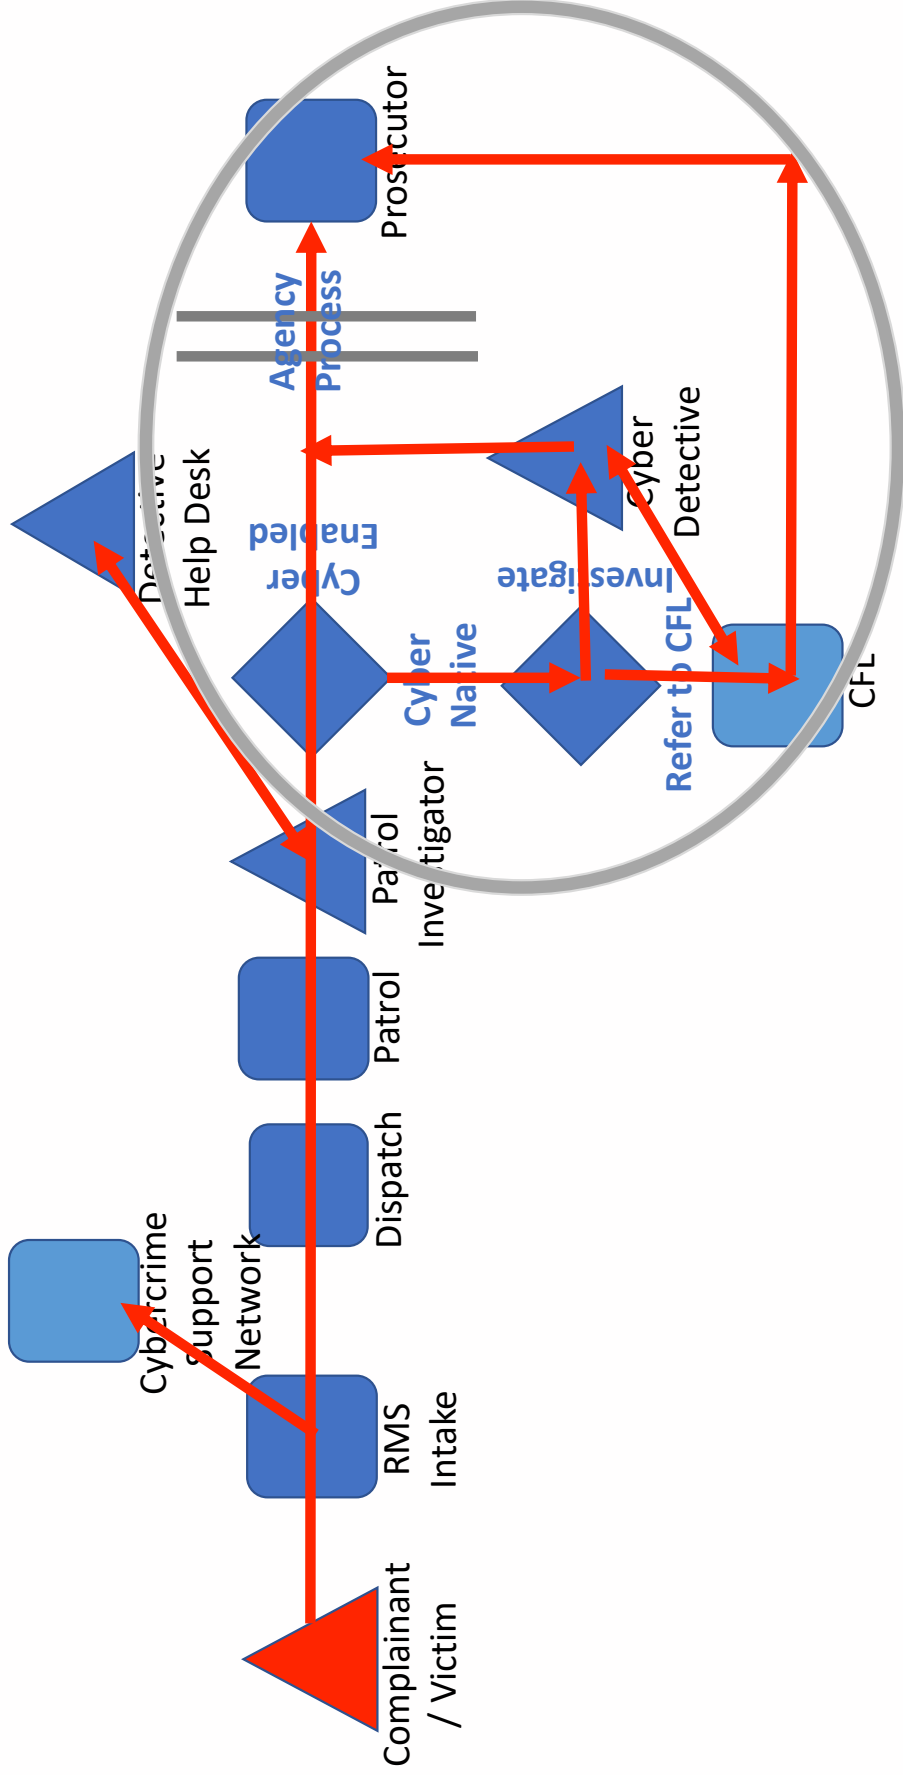 Complainant
/ Victim
RMS
Intake
Cybercrime
Support
Network
Dispatch
Patrol
Patrol
Investigator
Detective
Help Desk
Cyber
Enabled
Cyber
Native
Investigate
Refer to CFL
CFL
Cyber
Detective
Agency
Process
Prosecutor